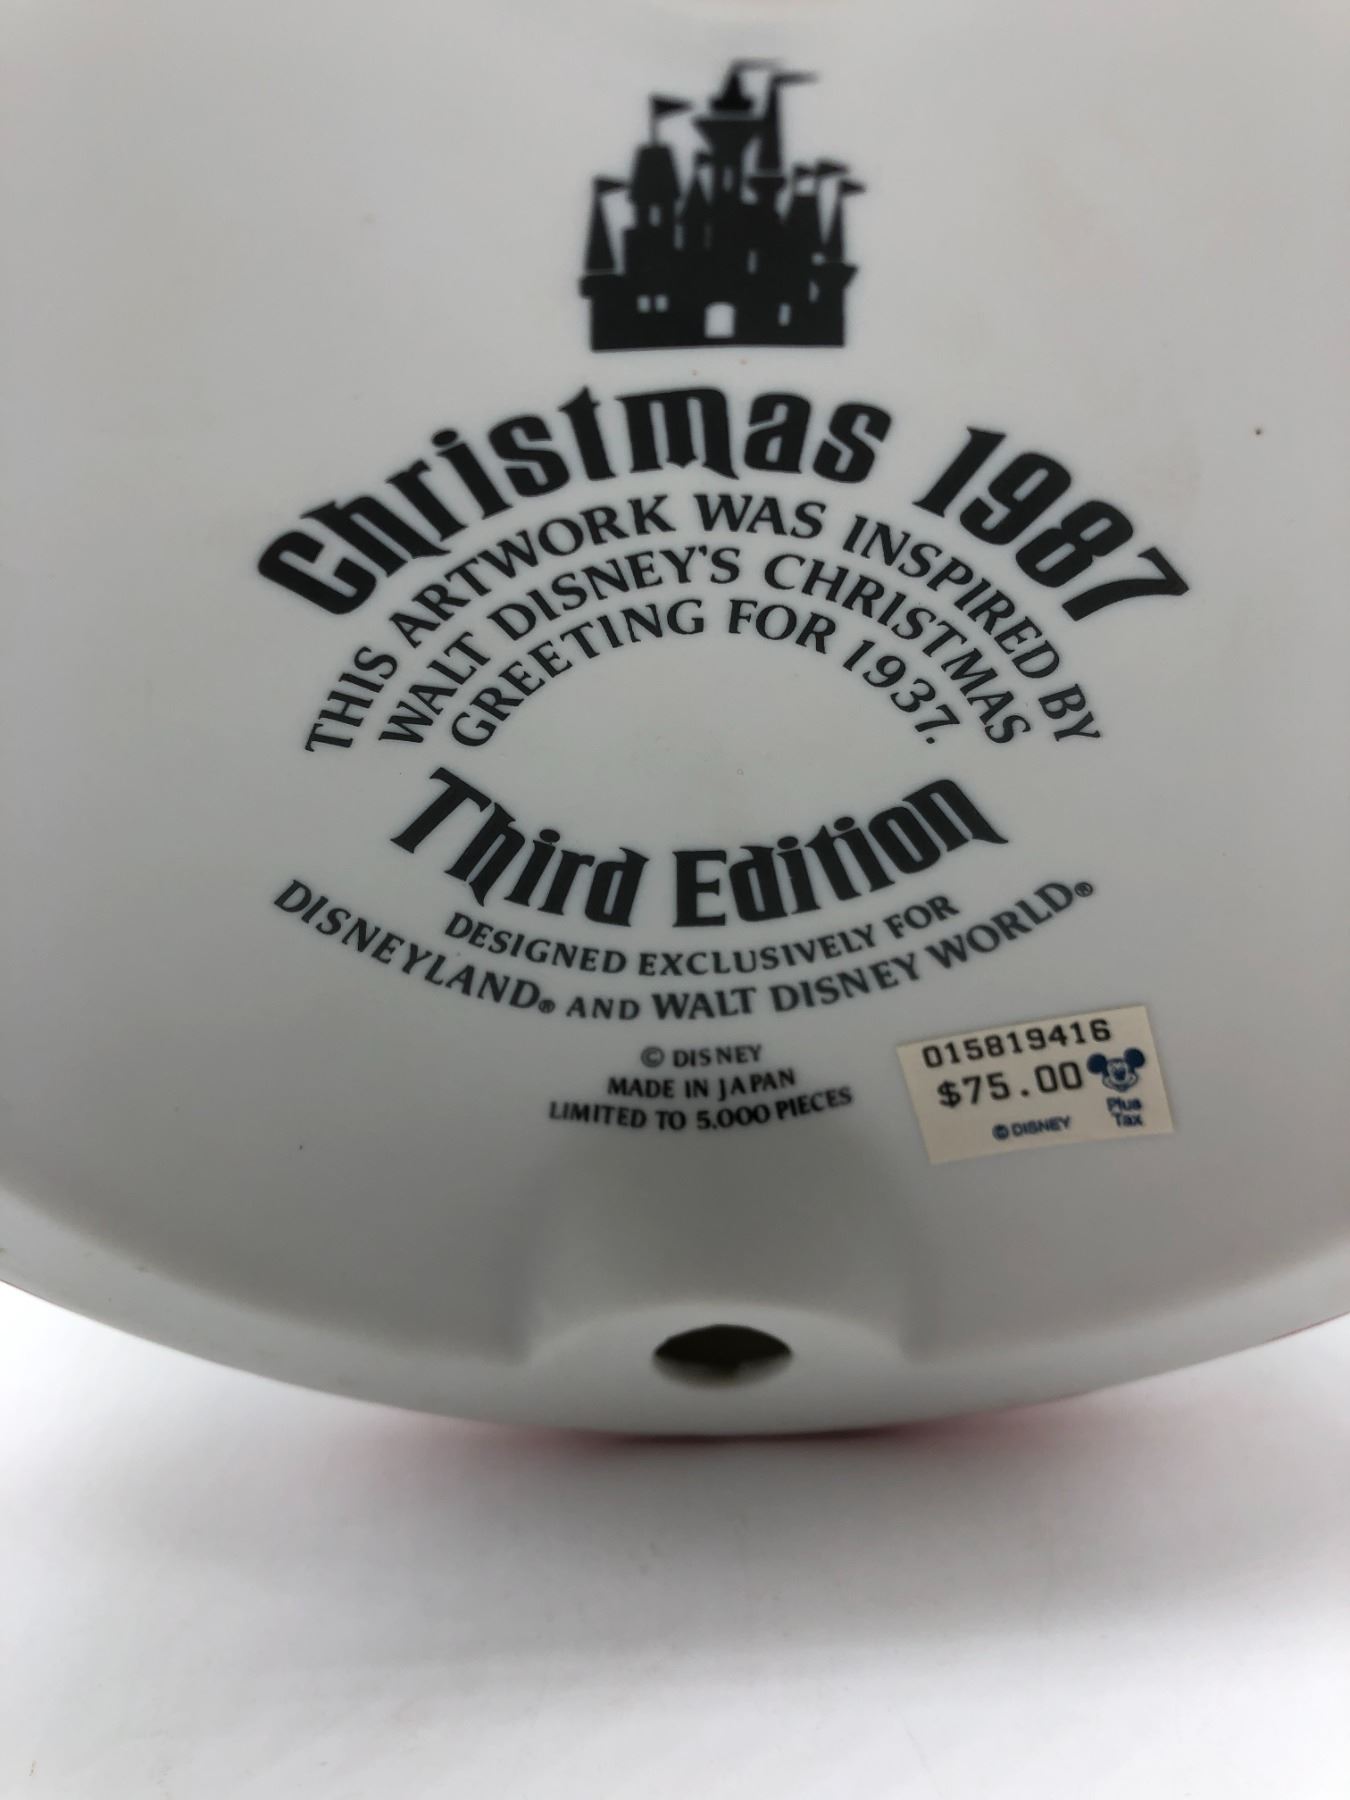 Christmas 1987
THIS ARTWORK WAS INSPIRED BY
WALT DISNEY'S CHRISTMAS
GREETING FOR 1937.
Third Edition
DESIGNED EXCLUSIVELY FOR
DISNEYLAND® AND WALT DISNEY WORLD®
© DISNEY
MADE IN JAPAN
LIMITED TO 5,000 PIECES
015819416
$75.00
Plus
Tax
© DISNEY